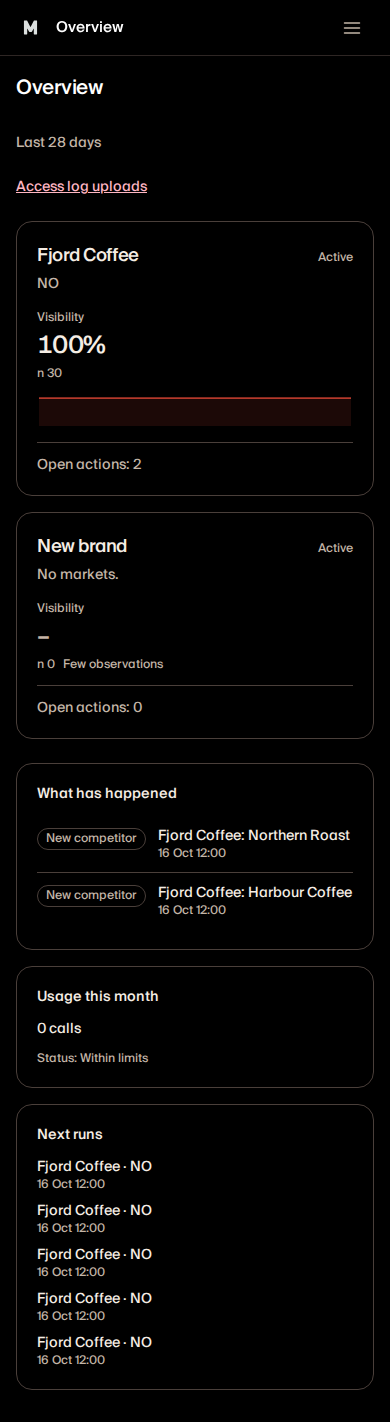 M Overview
Overview
Last 28 days
Access log uploads
Fjord Coffee Active
NO
Visibility
100%
n 30
Open actions: 2
New brand Active
No markets.
Visibility
–
n 0 Few observations
Open actions: 0
What has happened
New competitor Fjord Coffee: Northern Roast
16 Oct 12:00
New competitor Fjord Coffee: Harbour Coffee
16 Oct 12:00
Usage this month
0 calls
Status: Within limits
Next runs
Fjord Coffee · NO
16 Oct 12:00
Fjord Coffee · NO
16 Oct 12:00
Fjord Coffee · NO
16 Oct 12:00
Fjord Coffee · NO
16 Oct 12:00
Fjord Coffee · NO
16 Oct 12:00